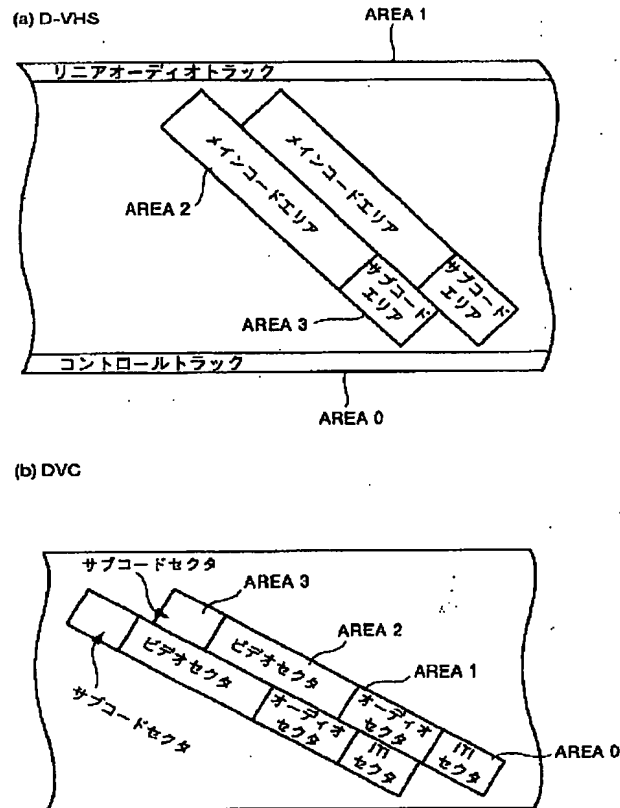 (a) D-VHS
AREA 1
リニアオーディオトラック
メインコードエリア
メインコードエリア
AREA 2
サブコード
エリア
サブコード
エリア
AREA 3
コントロールトラック
AREA 0
(b) DVC
サブコードセクタ
AREA 3
AREA 2
ビデオセクタ
AREA 1
ビデオセクタ
オーディオ
セクタ
ITI
セクタ
AREA 0
サブコードセクタ
オーディオ
セクタ
ITI
セクタ